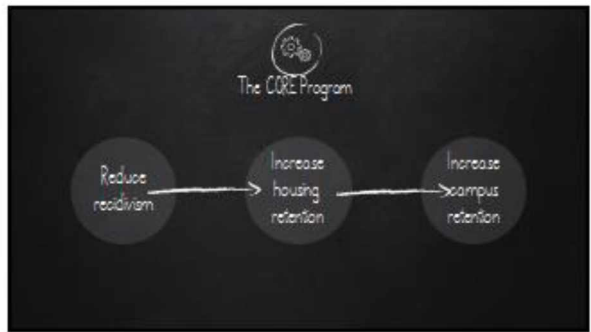 The CORE Program
Reduce
recidivism
Increase
housing
retention
Increase
campus
retention